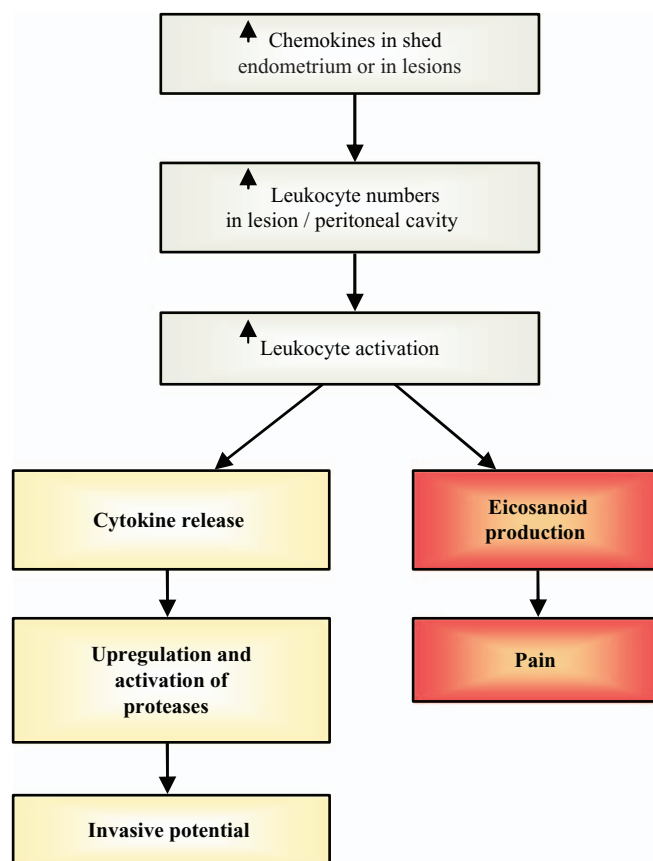 Chemokines in shed
endometrium or in lesions
Leukocyte numbers
in lesion / peritoneal cavity
Leukocyte activation
Cytokine release
Eicosanoid
production
Upregulation and
activation of
proteases
Pain
Invasive potential